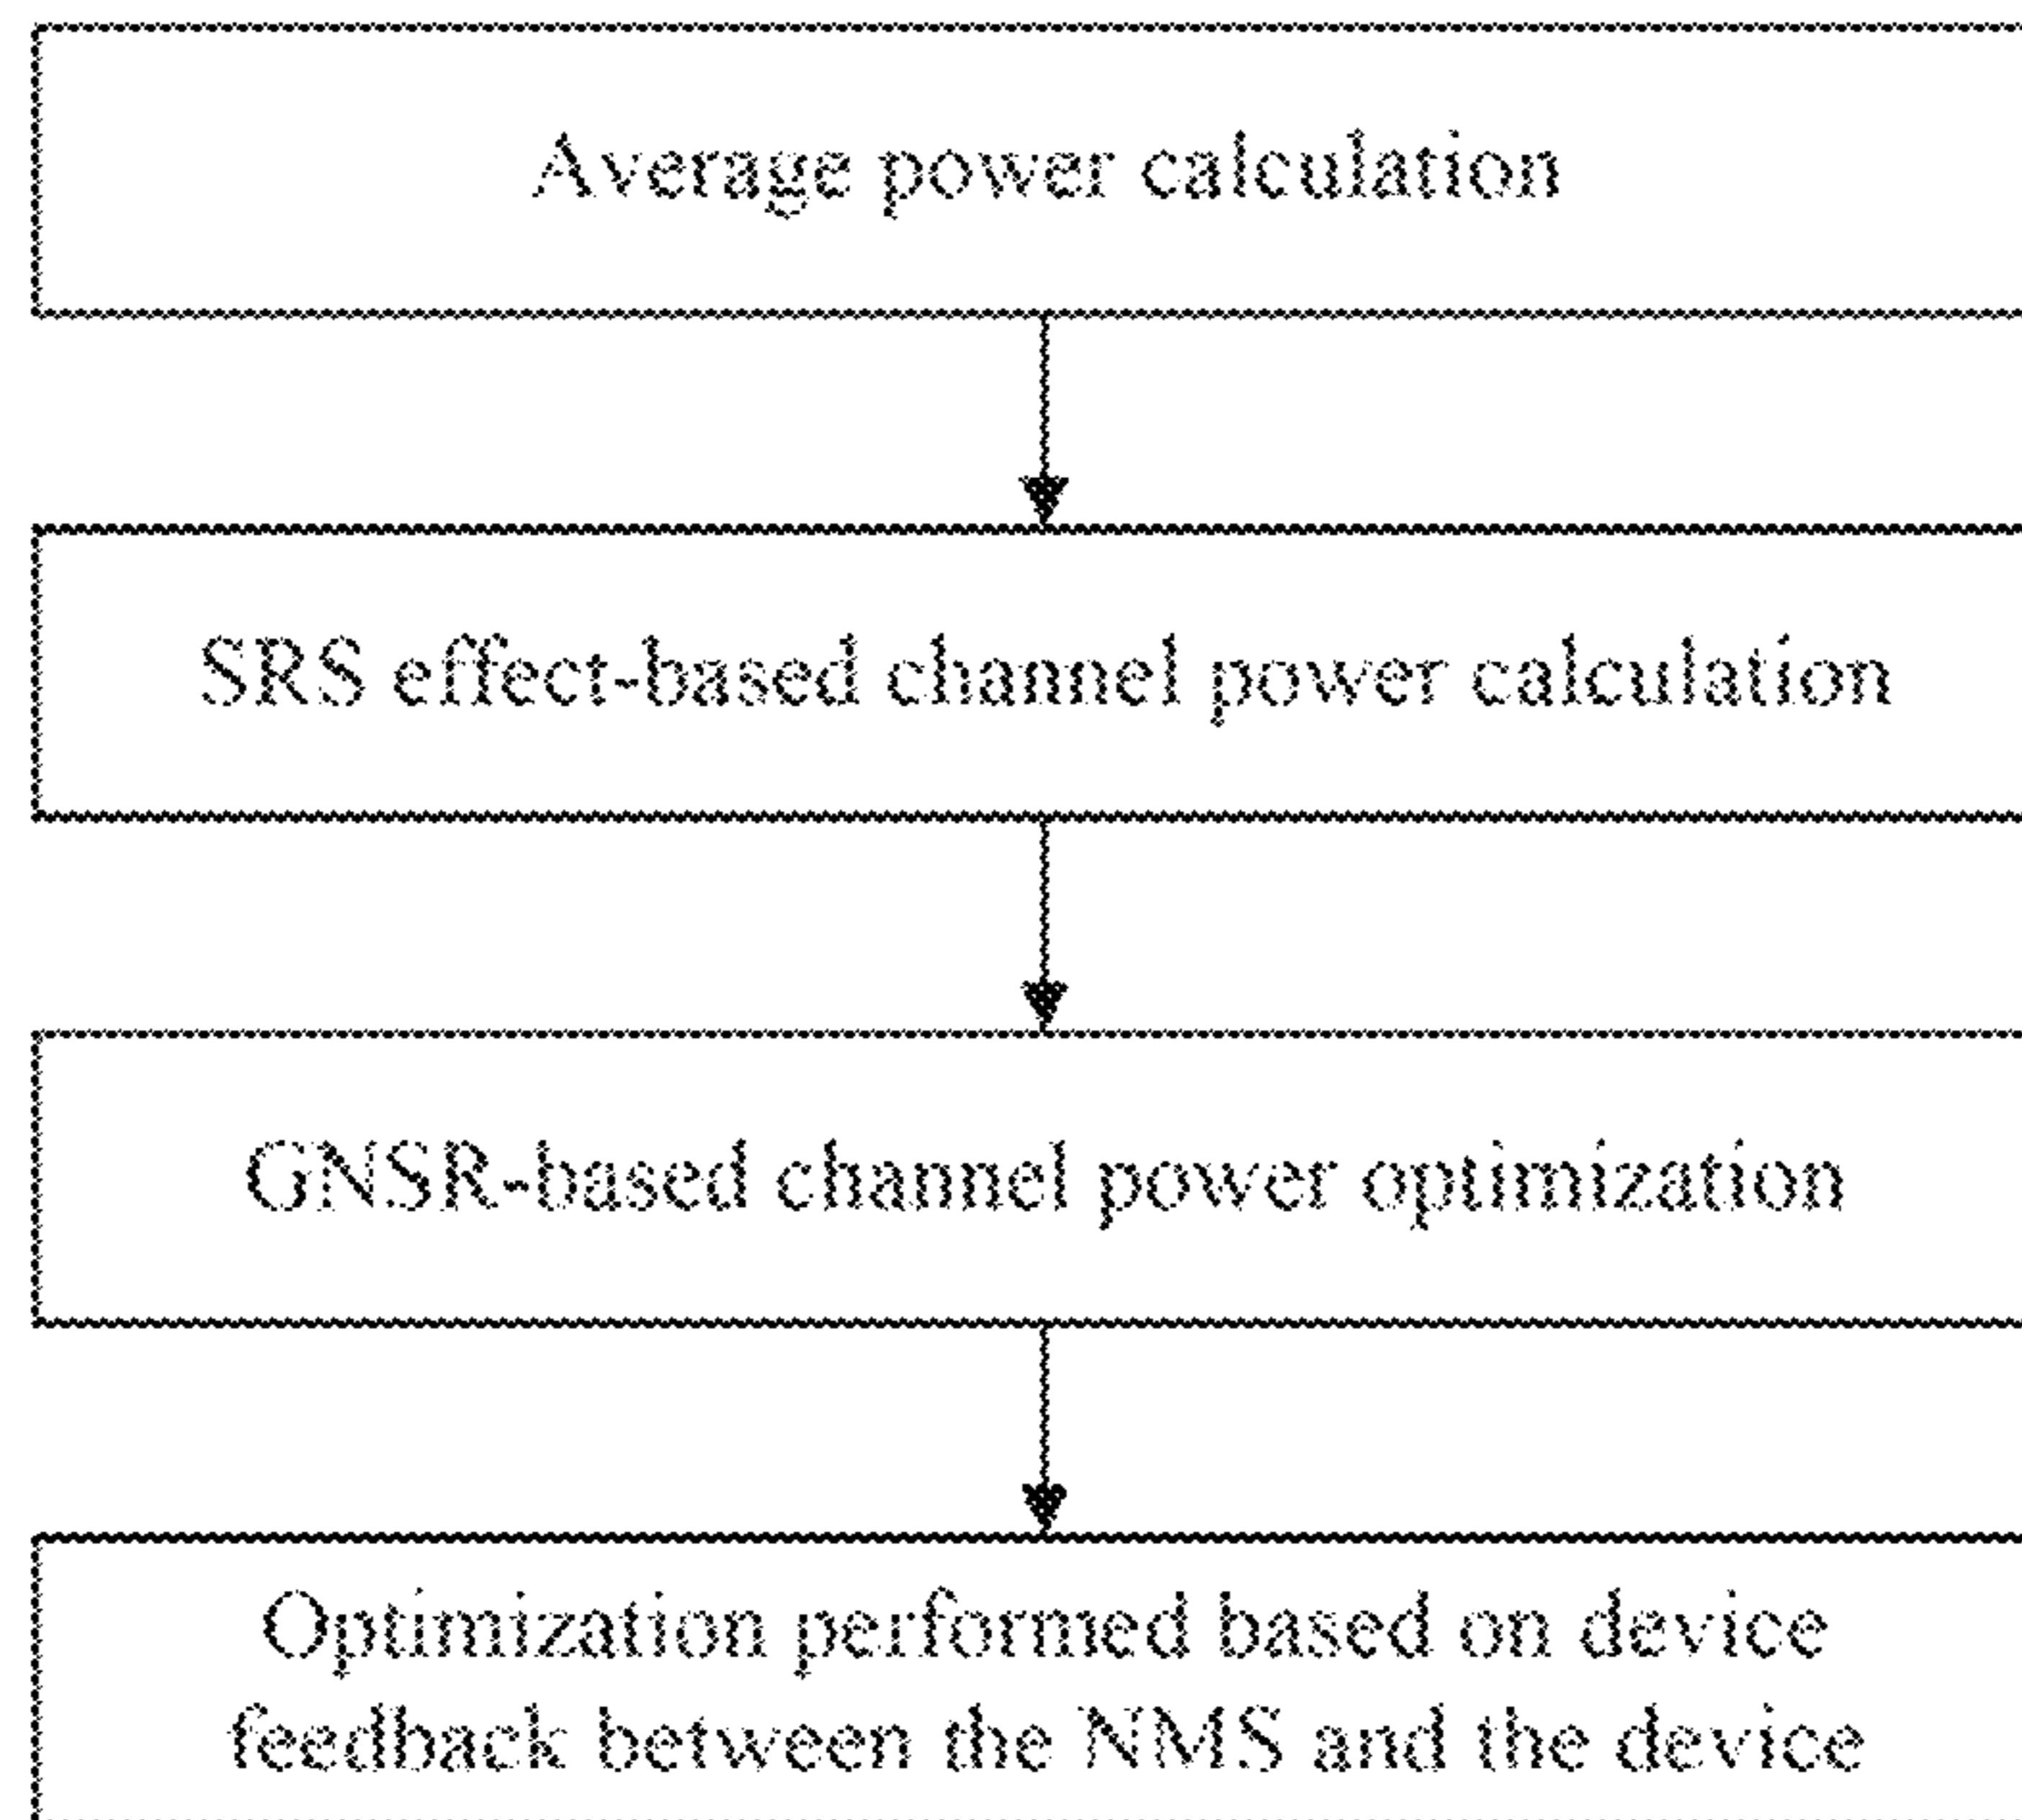 Average power calculation
SRS effect-based channel power calculation
GNSR-based channel power optimization
Optimization performed based on device
feedback between the NMS and the device